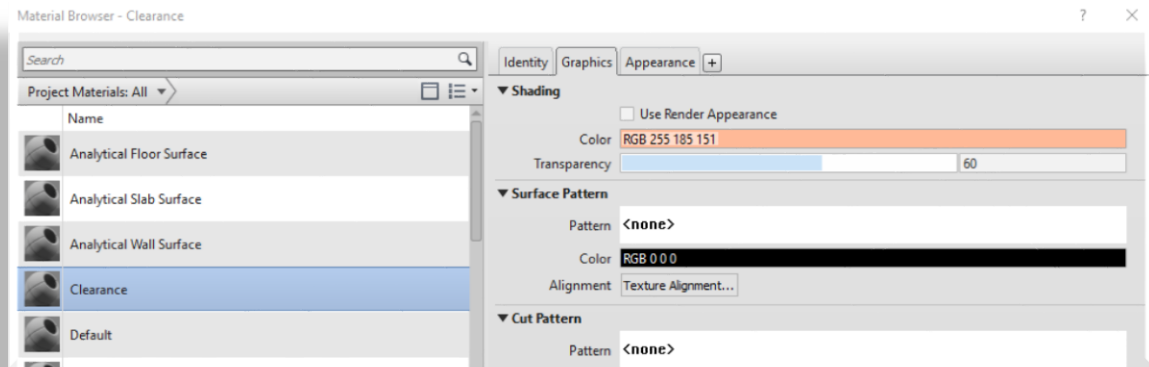 Material Browser - Clearance
?
Search
Project Materials: All
Name
Analytical Floor Surface
Analytical Slab Surface
Analytical Wall Surface
Clearance
Default
Identity Graphics Appearance +
Shading
Use Render Appearance
Color RGB 255 185 151
Transparency 60
Surface Pattern
Pattern <none>
Color RGB 0 0 0
Alignment Texture Alignment...
Cut Pattern
Pattern <none>